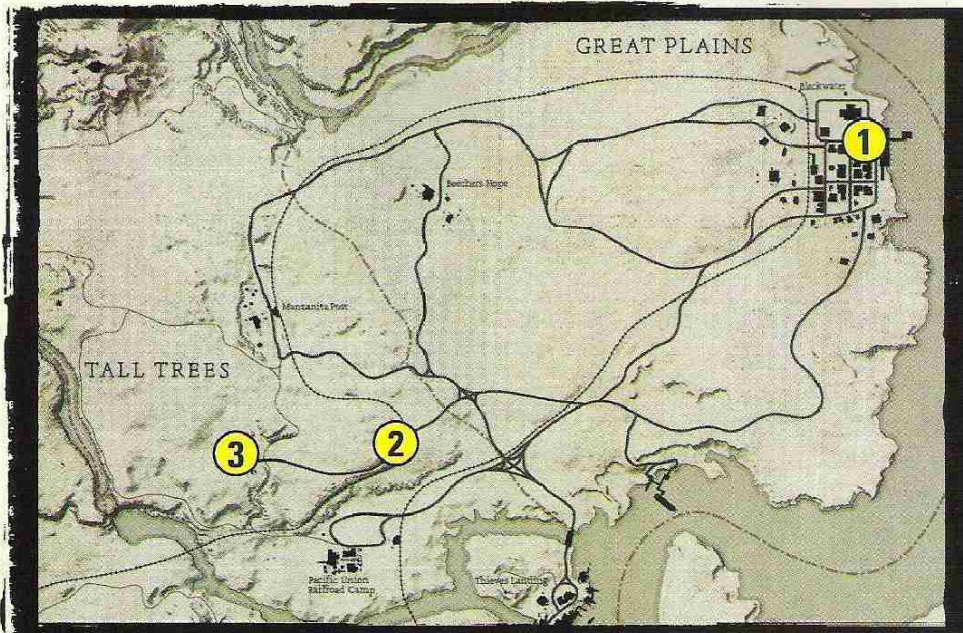 GREAT PLAINS
Blackwater
1
Beechers Hope
Manzanita Post
TALL TREES
2
3
Pacific Union
Railroad Camp
Thieves Landing